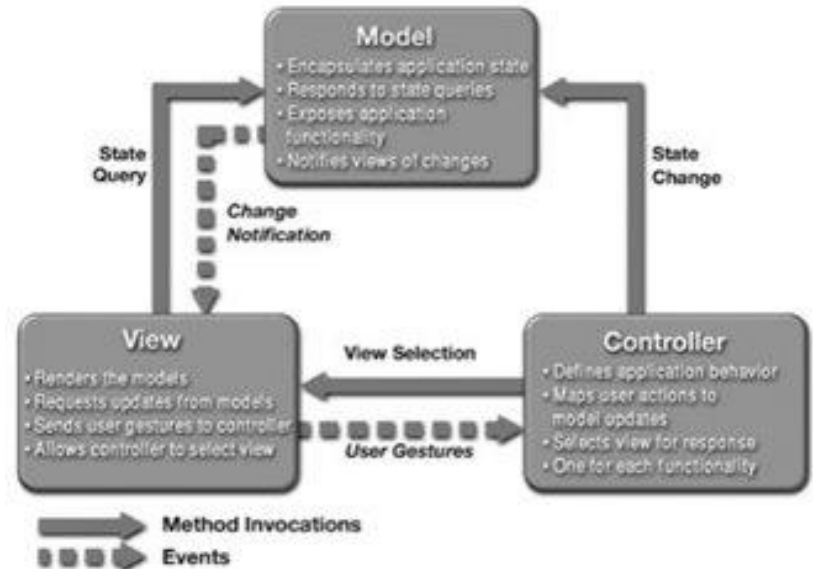 Model
• Encapsulates application state
• Responds to state queries
• Exposes application
functionality
• Notifies views of changes
State
Query
Change
Notification
State
Change
View
• Renders the models
• Requests updates from models
• Sends user gestures to controller
• Allows controller to select view
View Selection
User Gestures
Controller
• Defines application behavior
• Maps user actions to
model updates
• Selects view for response
• One for each functionality
Method Invocations
Events